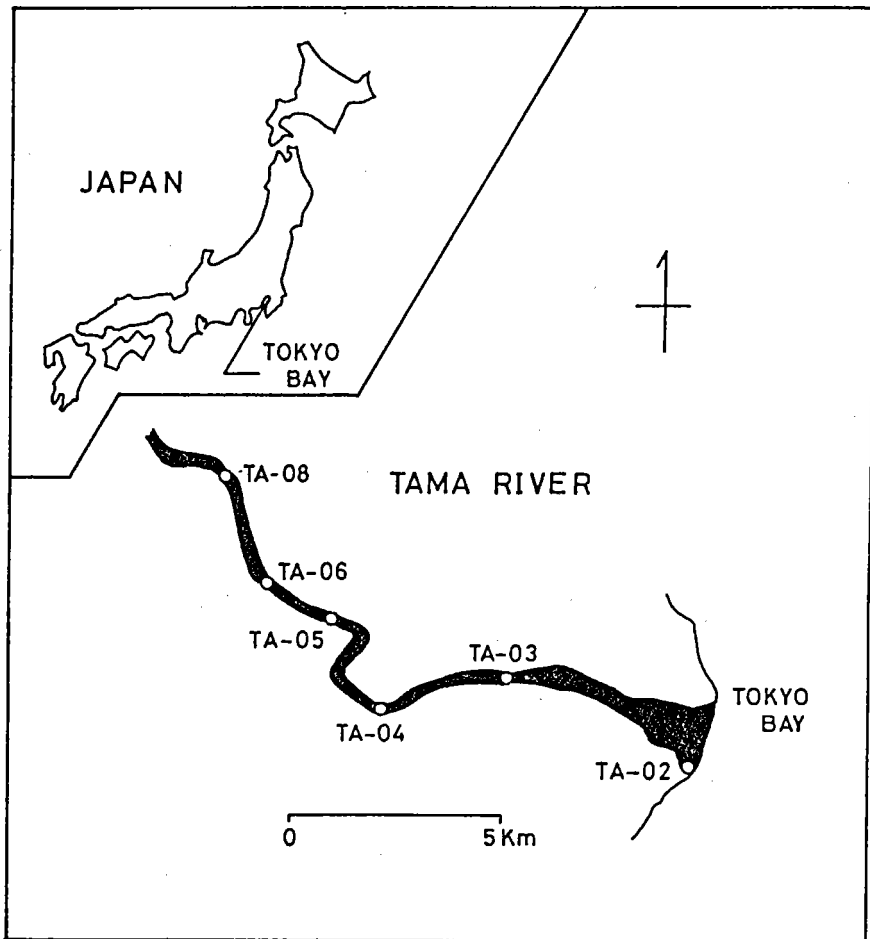 JAPAN
TOKYO
BAY
TA-08
TAMA RIVER
TA-06
TA-05
TA-03
TOKYO
BAY
TA-04
TA-02
0
5 Km